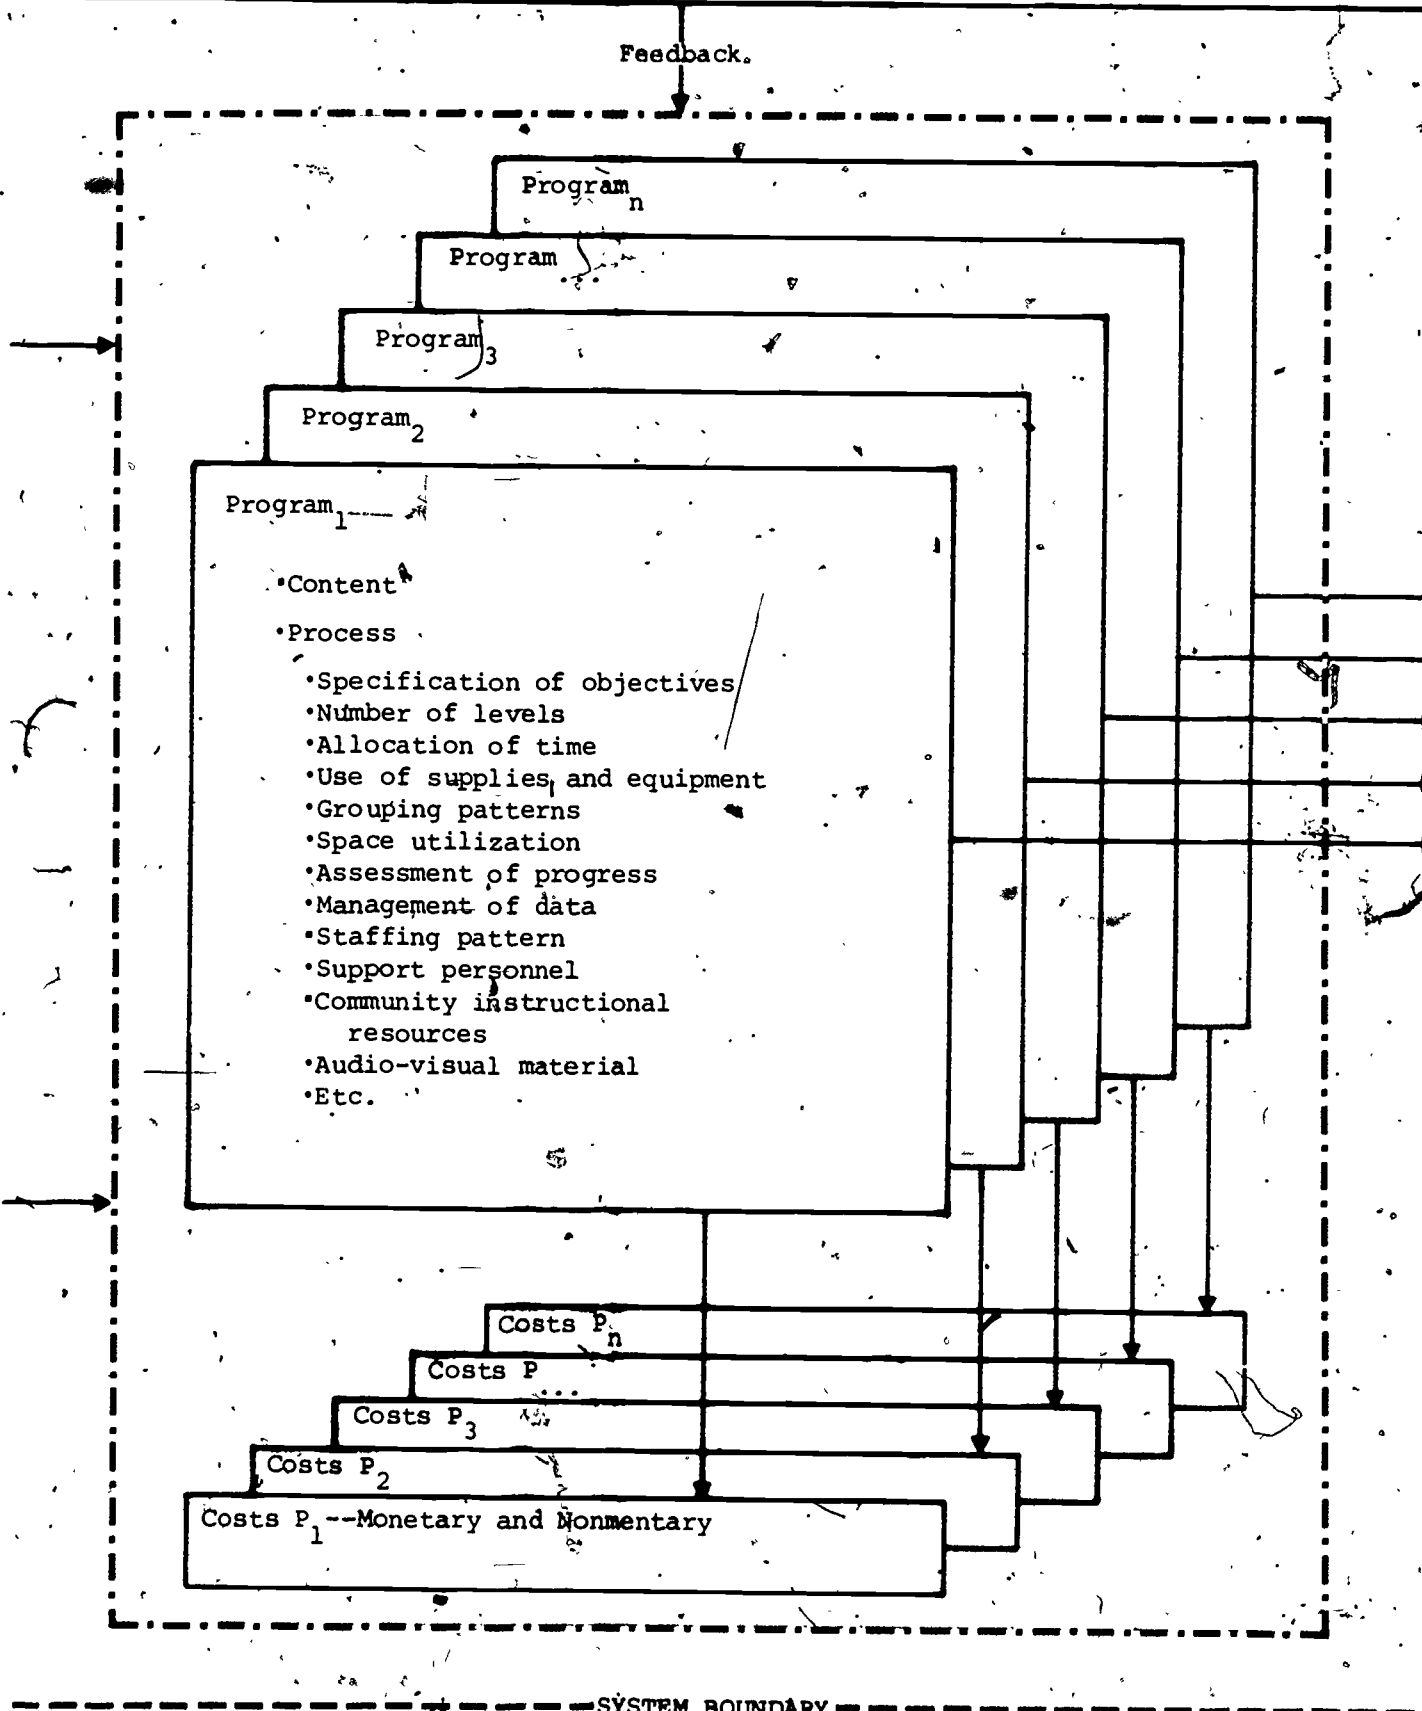 Feedback.
Program n
Program ...
Program 3
Program 2
Program 1
•Content
•Process
•Specification of objectives
•Number of levels
•Allocation of time
•Use of supplies and equipment
•Grouping patterns
•Space utilization
•Assessment of progress
•Management of data
•Staffing pattern
•Support personnel
•Community instructional
resources
•Audio-visual material
•Etc.
Costs P n
Costs P ...
Costs P 3
Costs P 2
Costs P 1--Monetary and Nonmentary
SYSTEM BOUNDARY